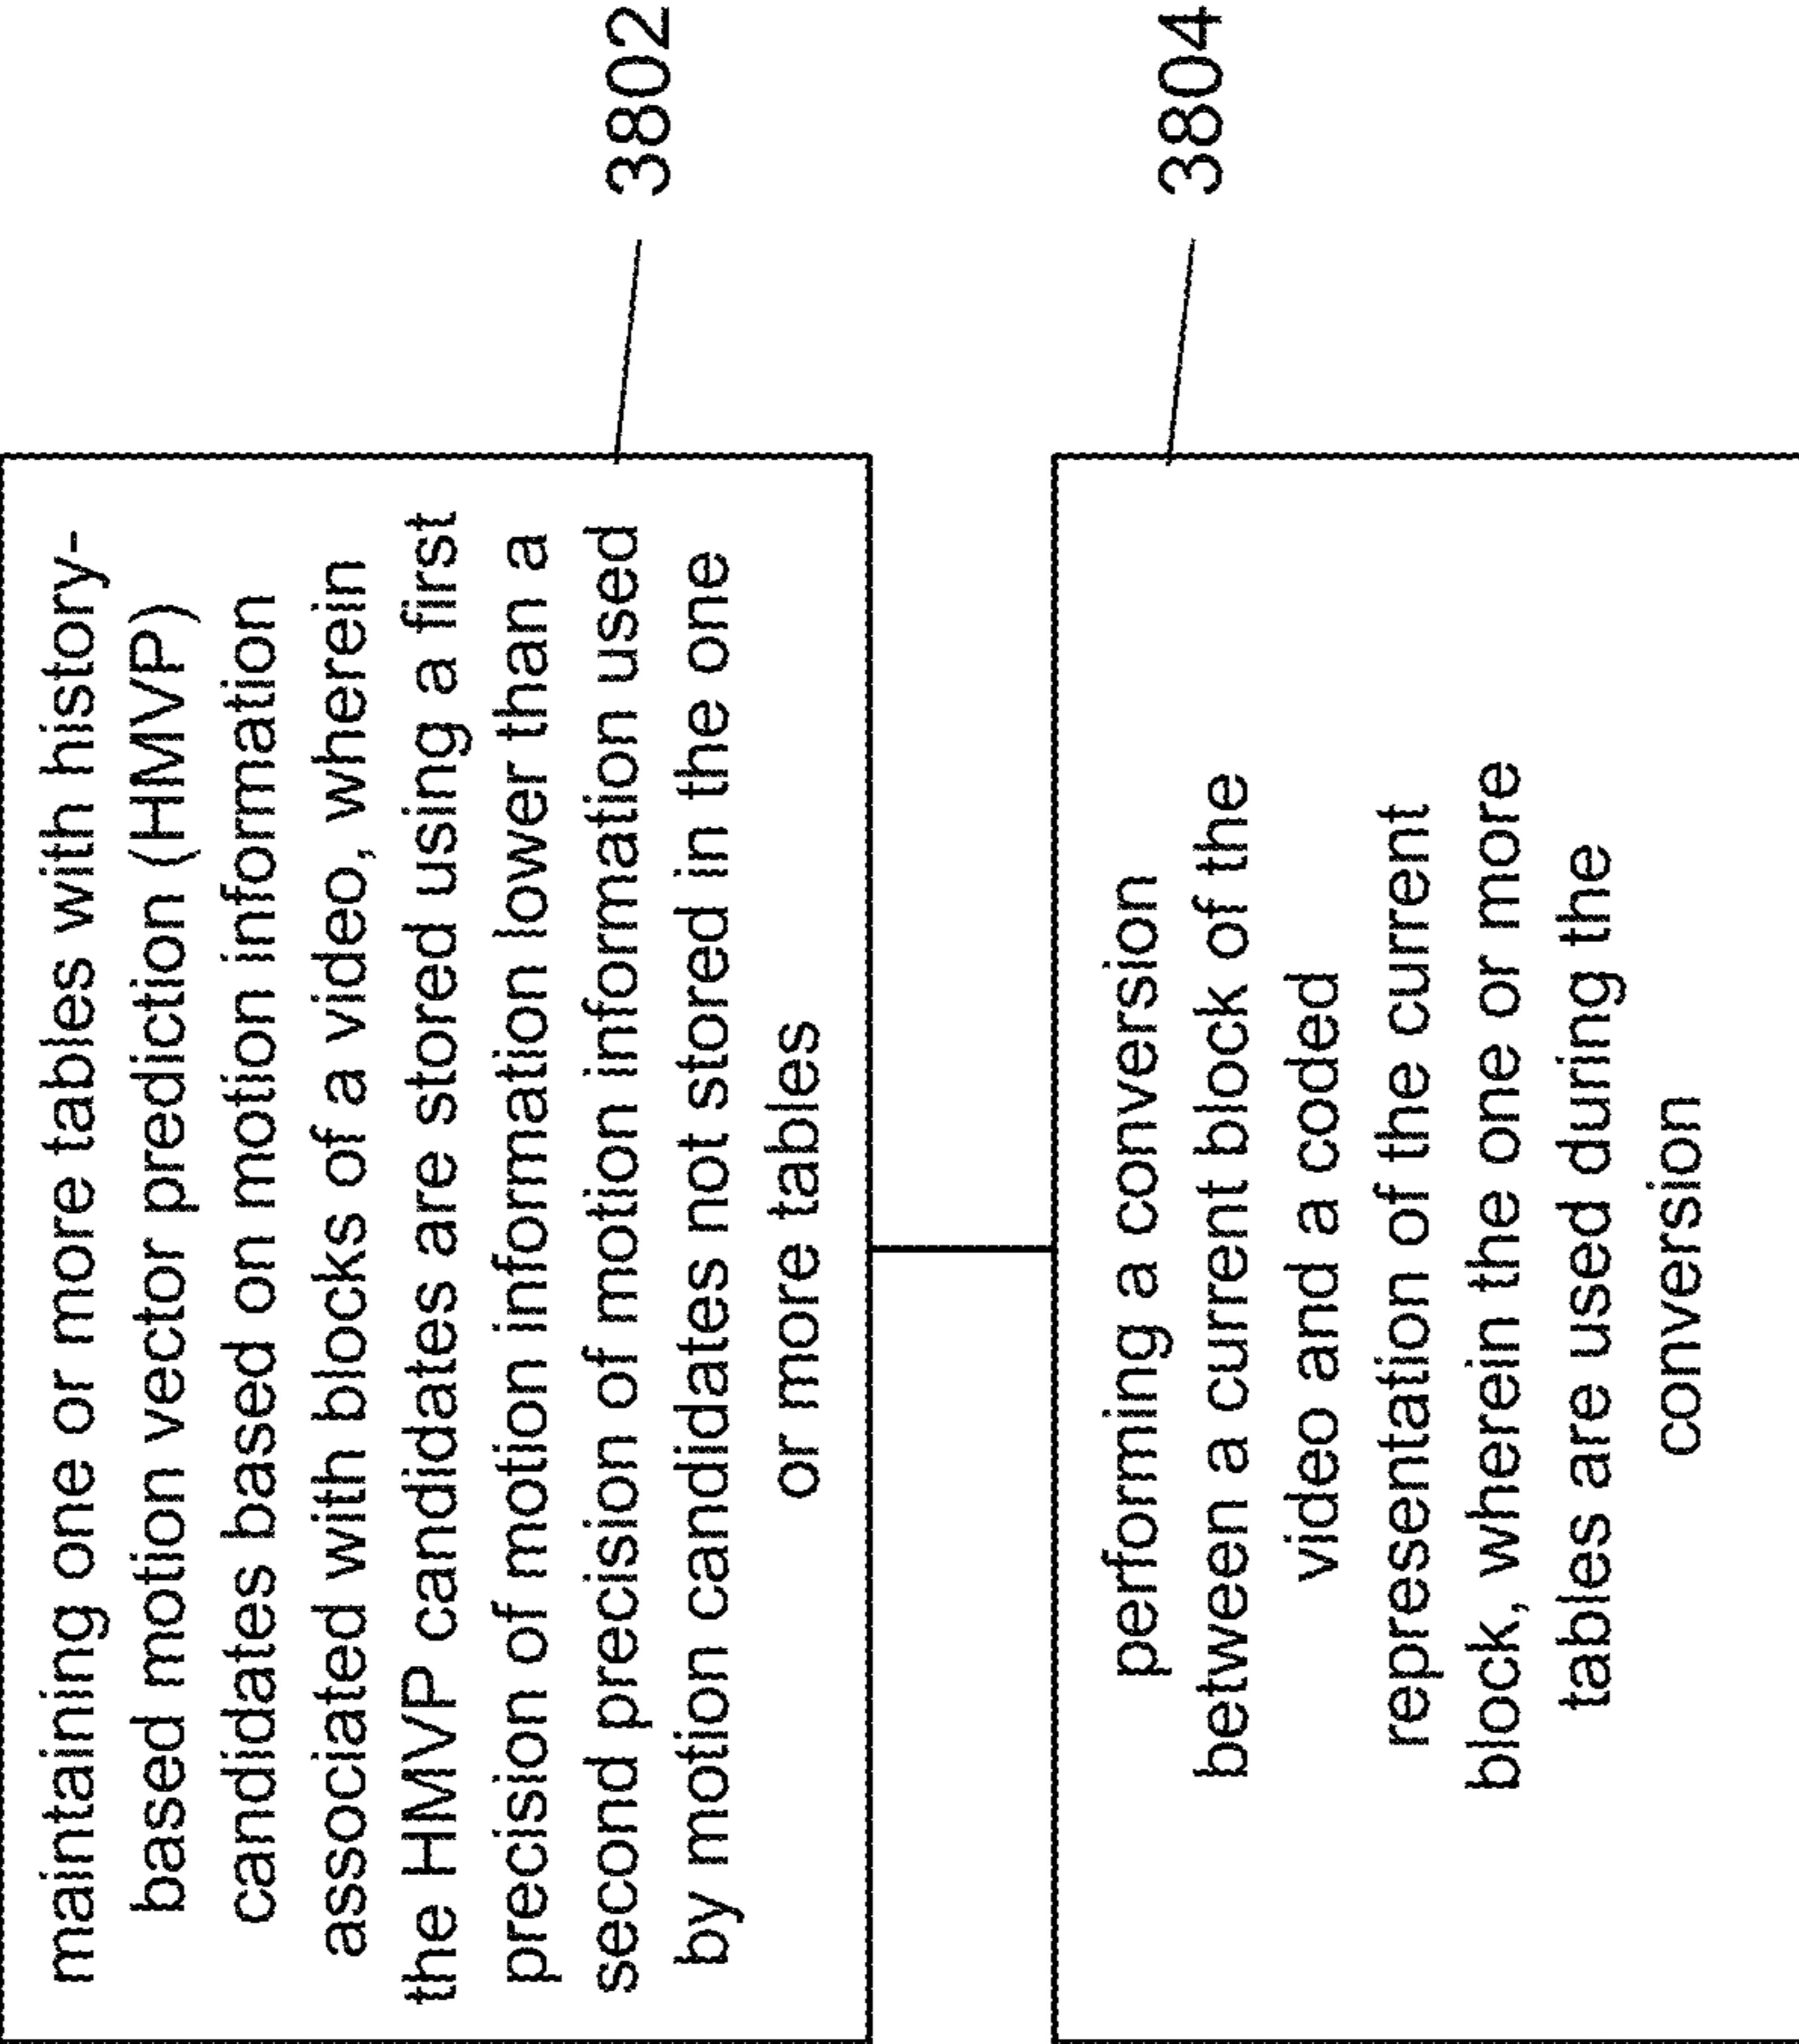 maintaining one or more tables with history-
based motion vector prediction (HMVP)
candidates based on motion information
associated with blocks of a video, wherein
the HMVP candidates are stored using a first
precision of motion information lower than a
second precision of motion information used
by motion candidates not stored in the one
or more tables
3802
performing a conversion
between a current block of the
video and a coded
representation of the current
block, wherein the one or more
tables are used during the
conversion
3804